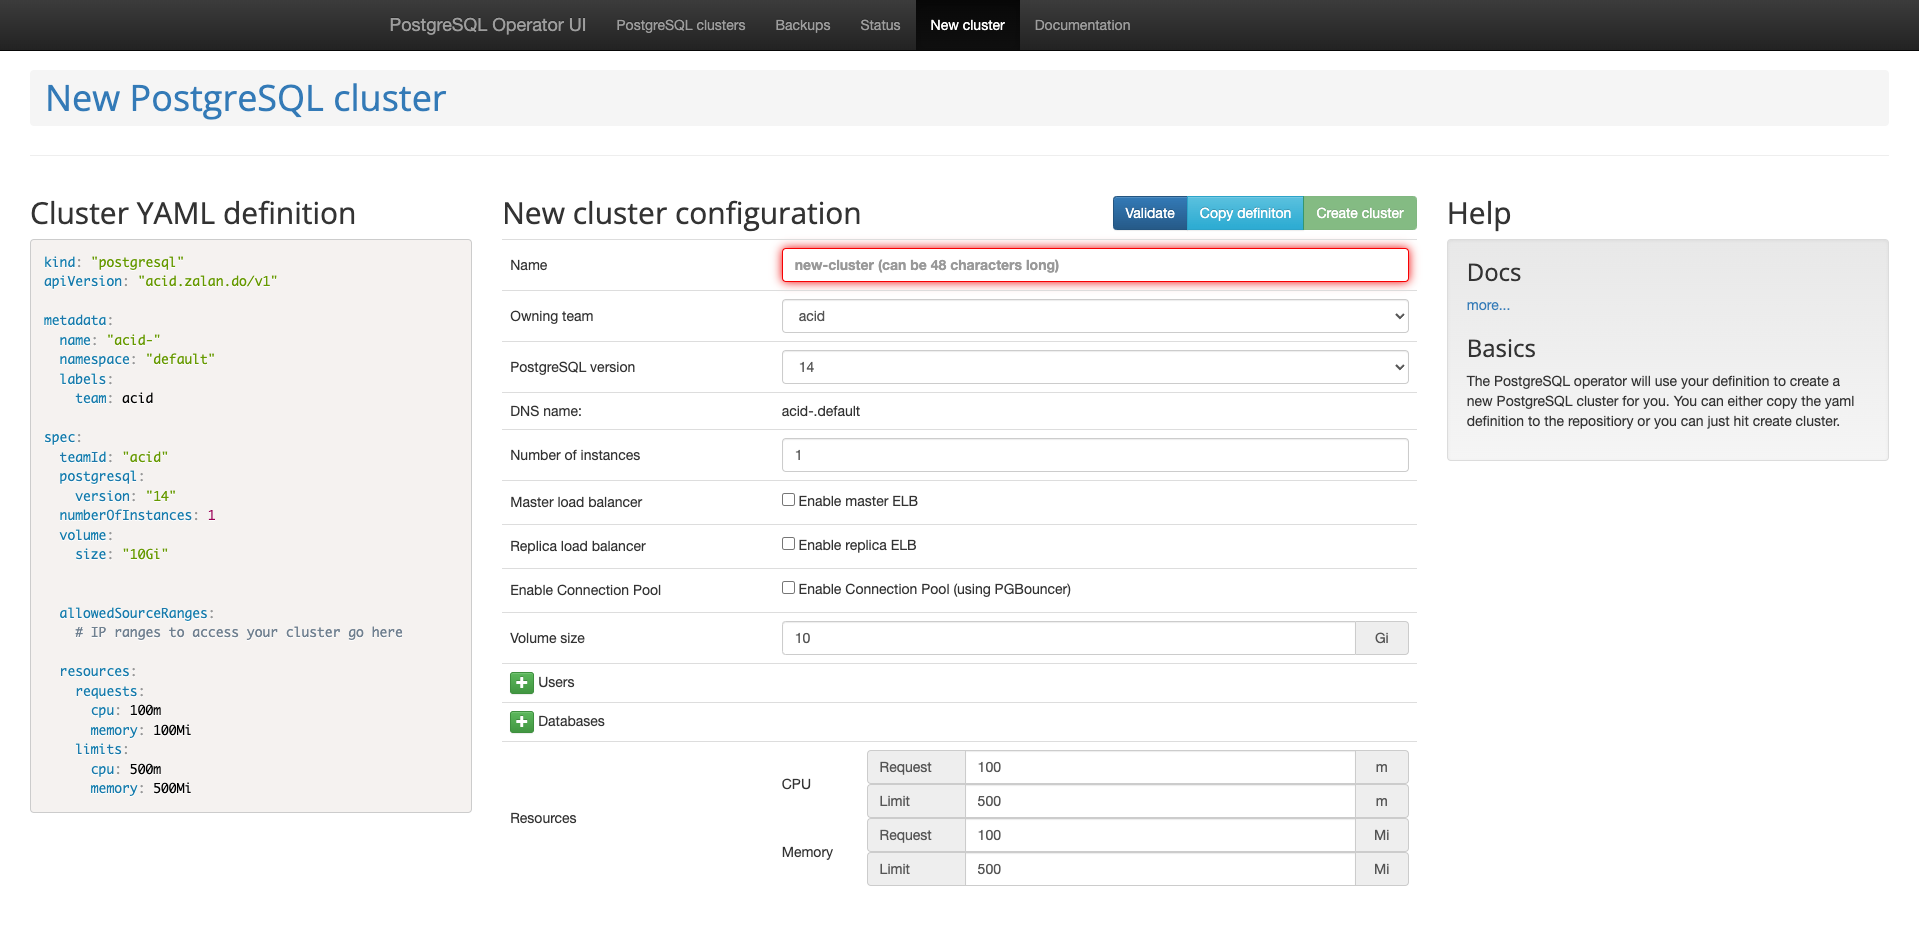 PostgreSQL Operator UI PostgreSQL clusters Backups Status New cluster Documentation
New PostgreSQL cluster
Cluster YAML definition
kind: "postgresql"
apiVersion: "acid.zalan.do/v1"
metadata:
name: "acid-"
namespace: "default"
labels:
team: acid
spec:
teamId: "acid"
postgresql:
version: "14"
numberOfInstances: 1
volume:
size: "10Gi"
allowedSourceRanges:
# IP ranges to access your cluster go here
resources:
requests:
cpu: 100m
memory: 100Mi
limits:
cpu: 500m
memory: 500Mi
New cluster configuration
Validate Copy definiton Create cluster
Name new-cluster (can be 48 characters long)
Owning team acid
PostgreSQL version 14
DNS name: acid-.default
Number of instances 1
Master load balancer Enable master ELB
Replica load balancer Enable replica ELB
Enable Connection Pool Enable Connection Pool (using PGBouncer)
Volume size 10 Gi
Users
Databases
Resources
CPU
Request 100 m
Limit 500 m
Memory
Request 100 Mi
Limit 500 Mi
Help
Docs
more...
Basics
The PostgreSQL operator will use your definition to create a
new PostgreSQL cluster for you. You can either copy the yaml
definition to the repositiory or you can just hit create cluster.